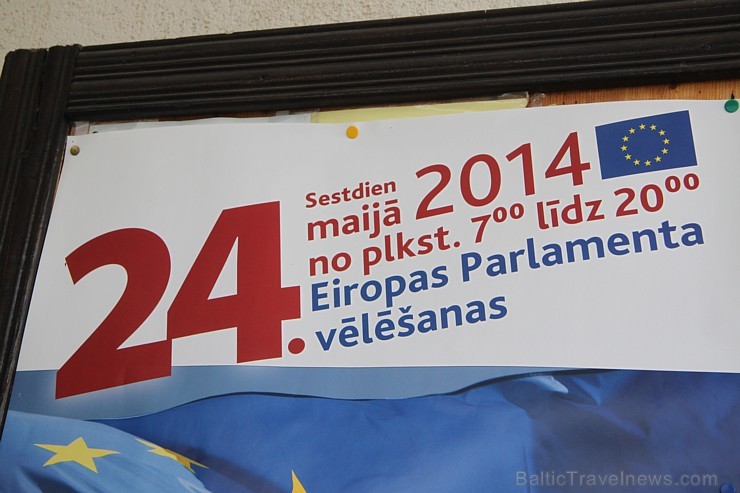 Sestdien
24. maijā 2014
no plkst. 7⁰⁰ līdz 20⁰⁰
Eiropas Parlamenta
vēlēšanas
BalticTravelnews.com